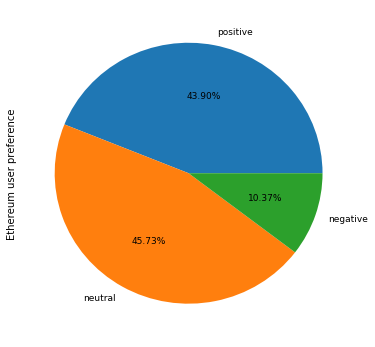 positive
43.90%
Ethereum user preference
10.37%
negative
45.73%
neutral